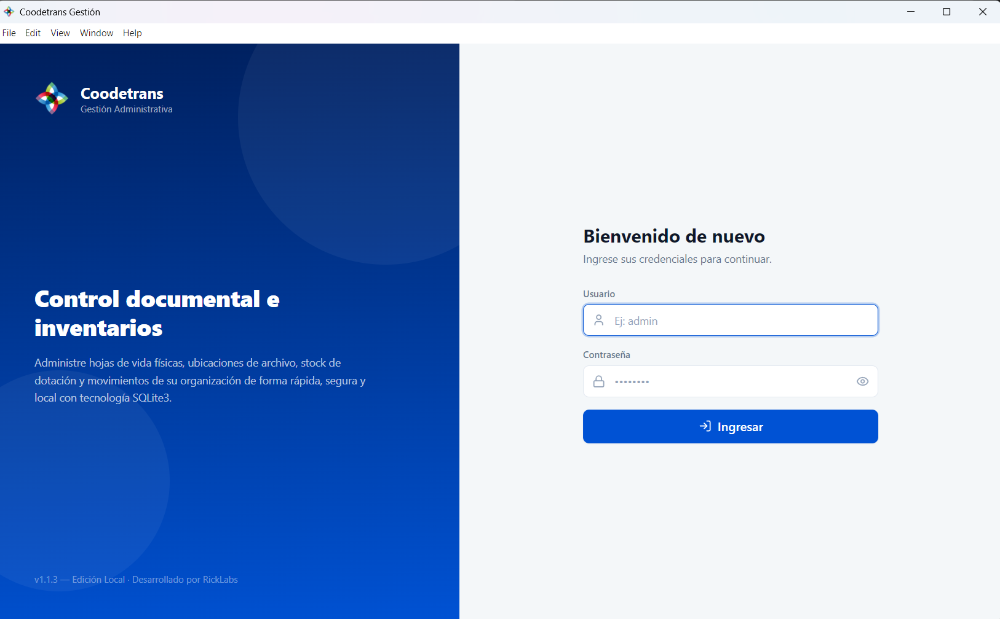 Coodetrans Gestión
File Edit View Window Help
Coodetrans
Gestión Administrativa
Control documental e
inventarios
Administre hojas de vida físicas, ubicaciones de archivo, stock de
dotación y movimientos de su organización de forma rápida, segura y
local con tecnología SQLite3.
v1.1.3 — Edición Local · Desarrollado por RickLabs
Bienvenido de nuevo
Ingrese sus credenciales para continuar.
Usuario
Ej: admin
Contraseña
••••••••
Ingresar